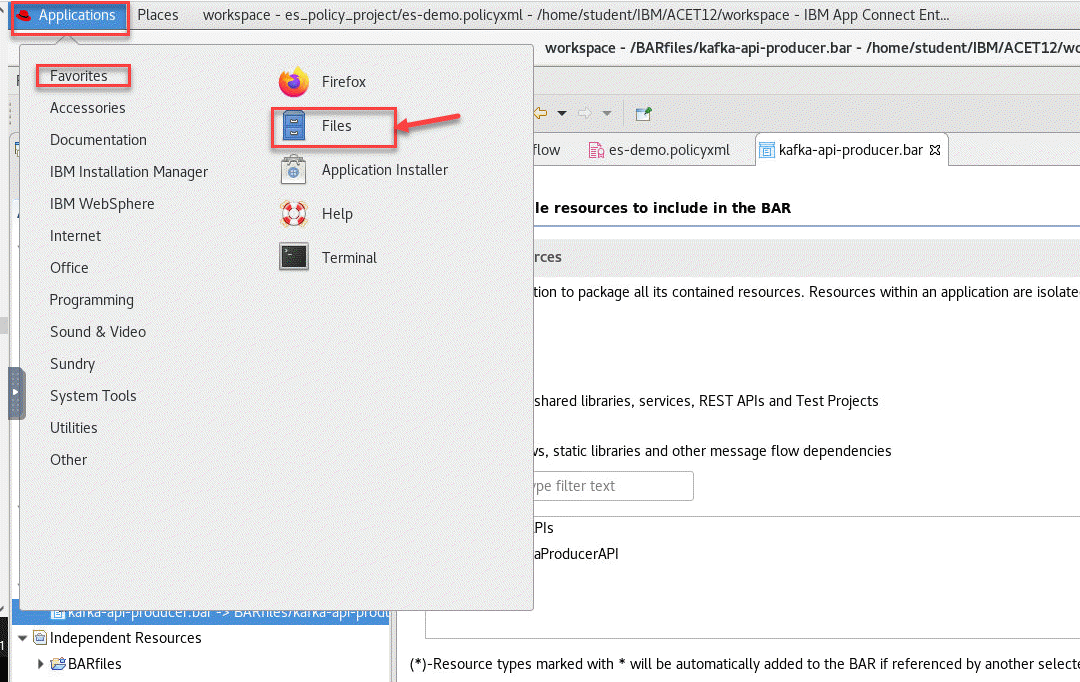 Applications Places workspace - es_policy_project/es-demo.policyxml - /home/student/IBM/ACET12/workspace - IBM App Connect Ent...
workspace - /BARfiles/kafka-api-producer.bar - /home/student/IBM/ACET12/wo
Favorites
Accessories
Documentation
IBM Installation Manager
IBM WebSphere
Internet
Office
Programming
Sound & Video
Sundry
System Tools
Utilities
Other
Firefox
Files
Application Installer
Help
Terminal
flow es-demo.policyxml kafka-api-producer.bar
le resources to include in the BAR
rces
tion to package all its contained resources. Resources within an application are isolate
shared libraries, services, REST APIs and Test Projects
ws, static libraries and other message flow dependencies
ype filter text
PIs
aProducerAPI
kafka-api-producer.bar -> BARfiles/kafka-api-produ
Independent Resources
BARfiles
(*)-Resource types marked with * will be automatically added to the BAR if referenced by another selecte